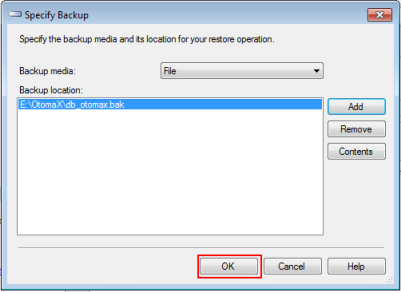 Specify Backup
Specify the backup media and its location for your restore operation.
Backup media:
File
Backup location:
E:\OtomaX\db_otomax.bak
Add
Remove
Contents
OK
Cancel
Help